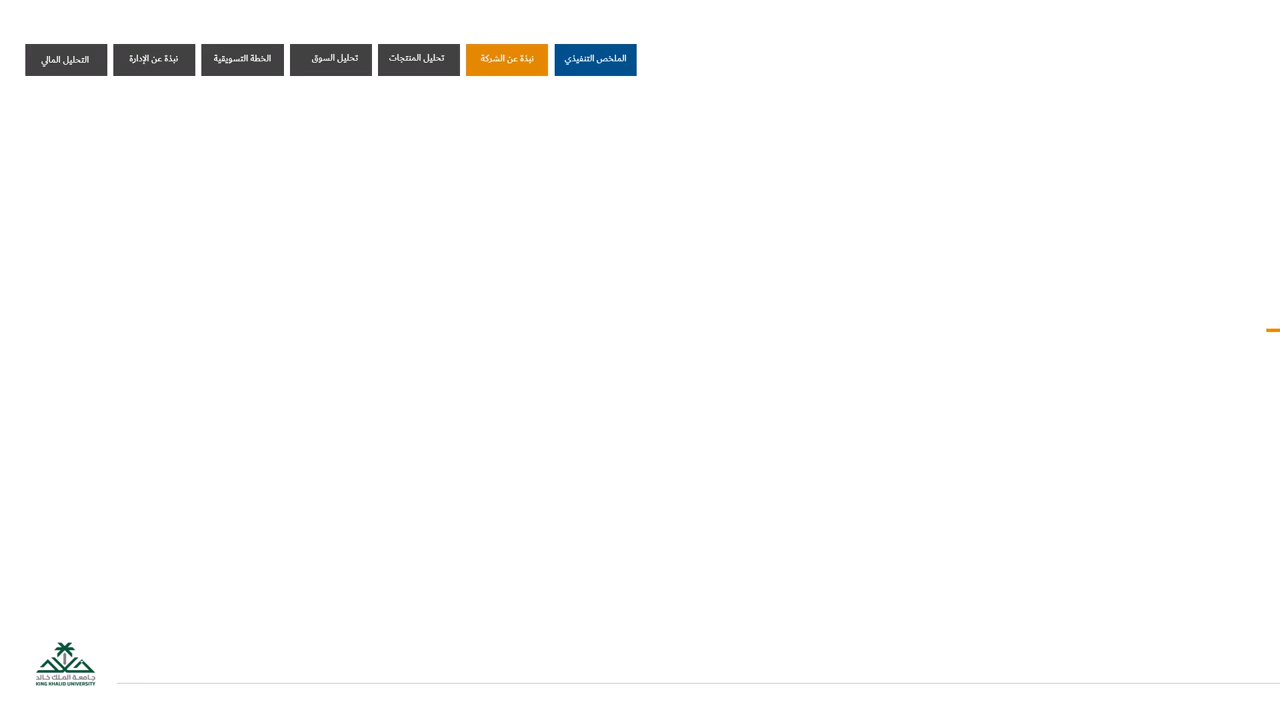 الملخص التنفيذي
نبذة عن الشركة
تحليل المنتجات
تحليل السوق
الخطة التسويقية
نبذة عن الإدارة
التحليل المالي
جامعة الملك خالد
KING KHALID UNIVERSITY